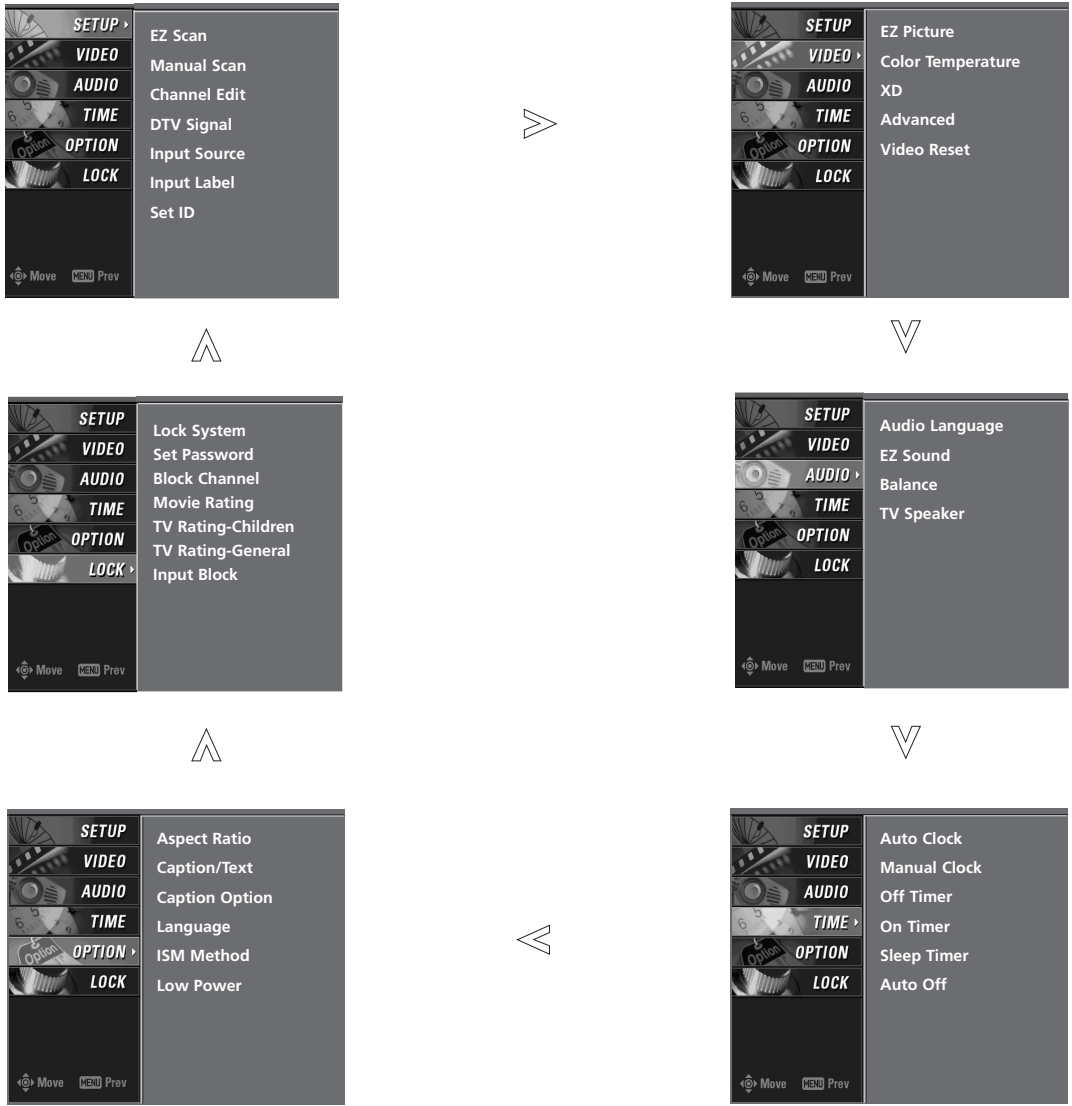 SETUP
VIDEO
AUDIO
TIME
OPTION
LOCK
Option
Move MENU Prev
EZ Scan
Manual Scan
Channel Edit
DTV Signal
Input Source
Input Label
Set ID
SETUP
VIDEO
AUDIO
TIME
OPTION
LOCK
Option
Move MENU Prev
EZ Picture
Color Temperature
XD
Advanced
Video Reset
SETUP
VIDEO
AUDIO
TIME
OPTION
LOCK
Option
Move MENU Prev
Lock System
Set Password
Block Channel
Movie Rating
TV Rating-Children
TV Rating-General
Input Block
SETUP
VIDEO
AUDIO
TIME
OPTION
LOCK
Option
Move MENU Prev
Audio Language
EZ Sound
Balance
TV Speaker
SETUP
VIDEO
AUDIO
TIME
OPTION
LOCK
Option
Move MENU Prev
Aspect Ratio
Caption/Text
Caption Option
Language
ISM Method
Low Power
SETUP
VIDEO
AUDIO
TIME
OPTION
LOCK
Option
Move MENU Prev
Auto Clock
Manual Clock
Off Timer
On Timer
Sleep Timer
Auto Off